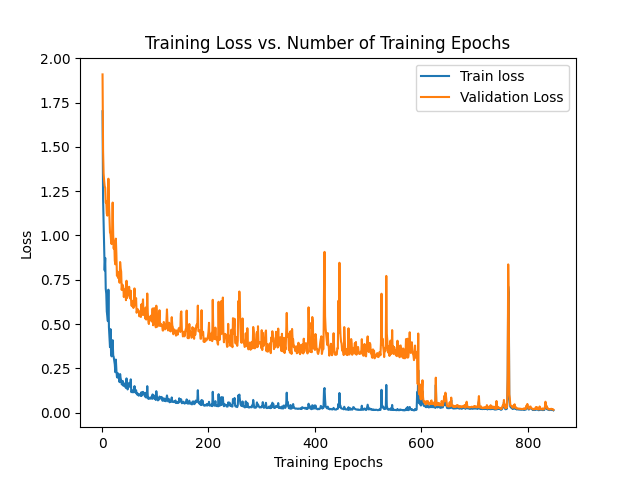 Training Loss vs. Number of Training Epochs
Train loss
Validation Loss
2.00
1.75
1.50
1.25
1.00
0.75
0.50
0.25
0.00
Loss
0 200 400 600 800
Training Epochs